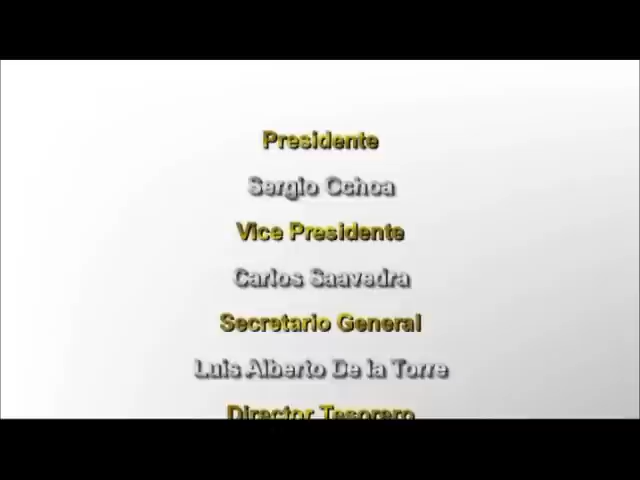 Presidente
Sergio Ochoa
Vice Presidente
Carlos Saavedra
Secretario General
Luis Alberto De la Torre
Director Tesorero